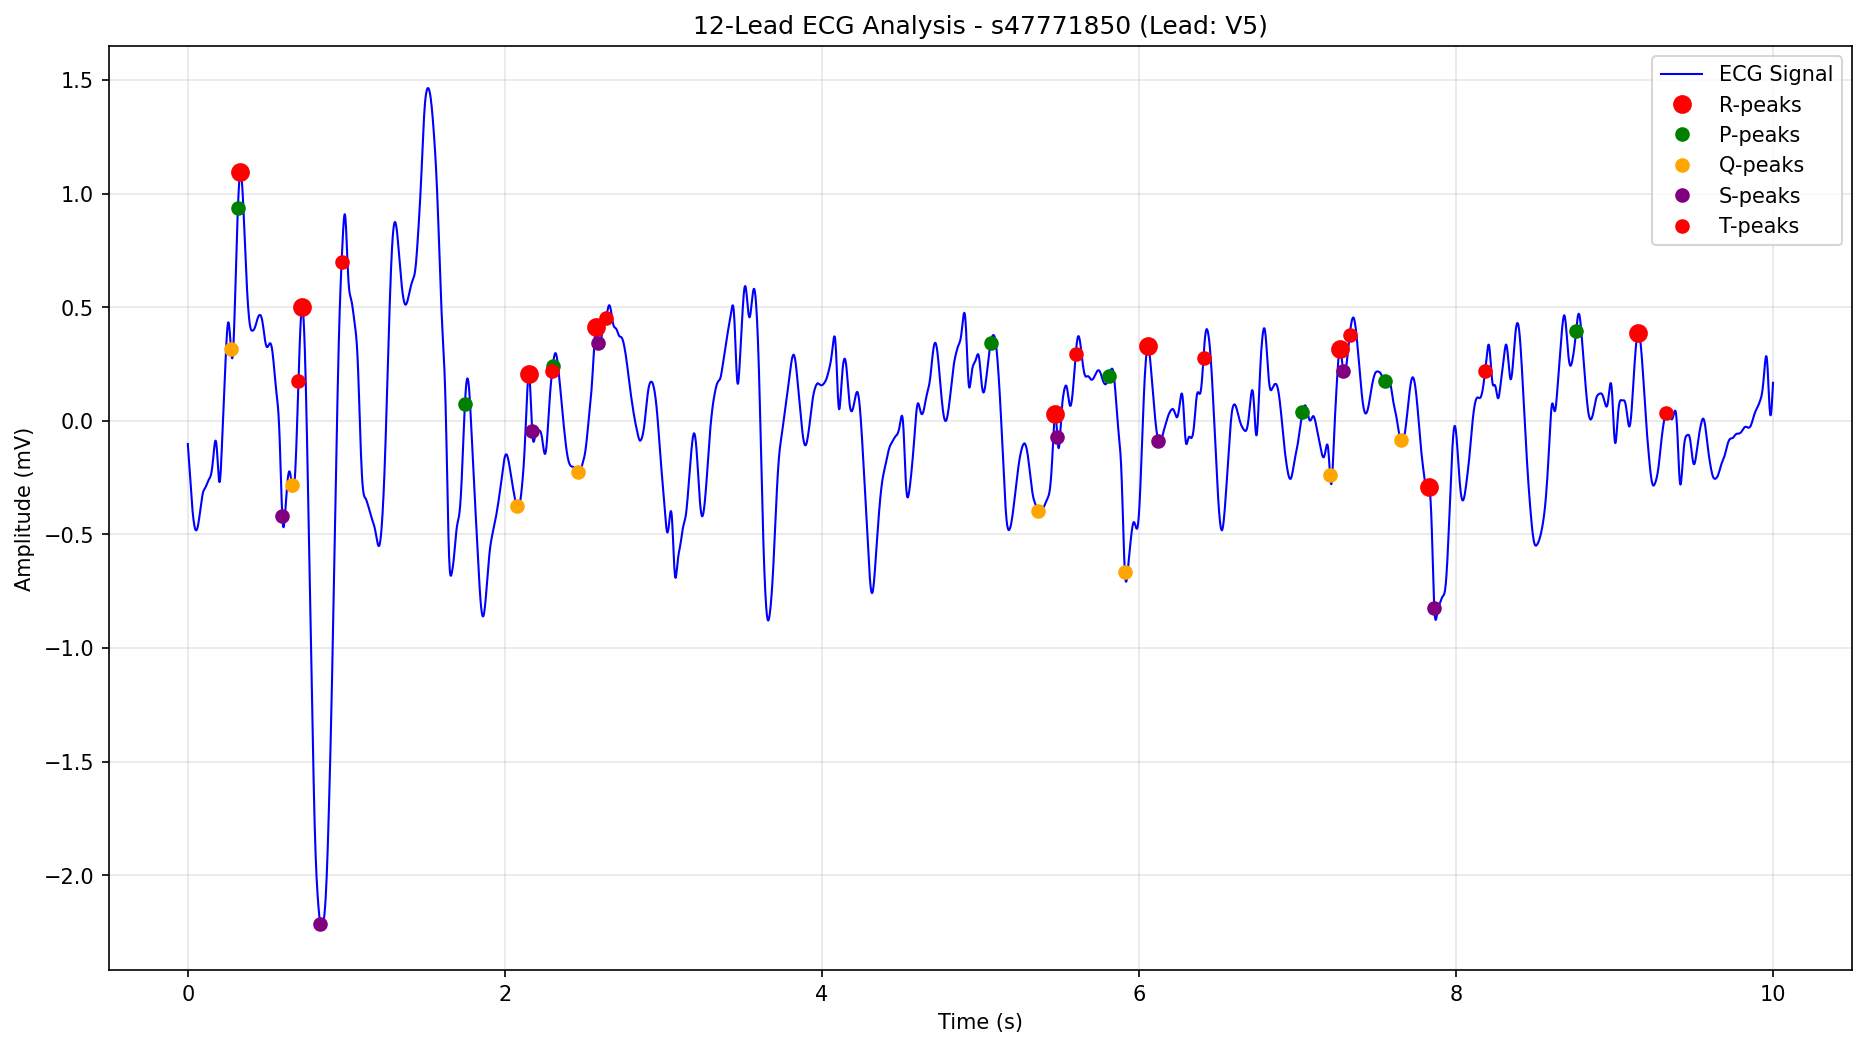 12-Lead ECG Analysis - s47771850 (Lead: V5)
ECG Signal
R-peaks
P-peaks
Q-peaks
S-peaks
T-peaks
Amplitude (mV)
1.5
1.0
0.5
0.0
−0.5
−1.0
−1.5
−2.0
0 2 4 6 8 10
Time (s)